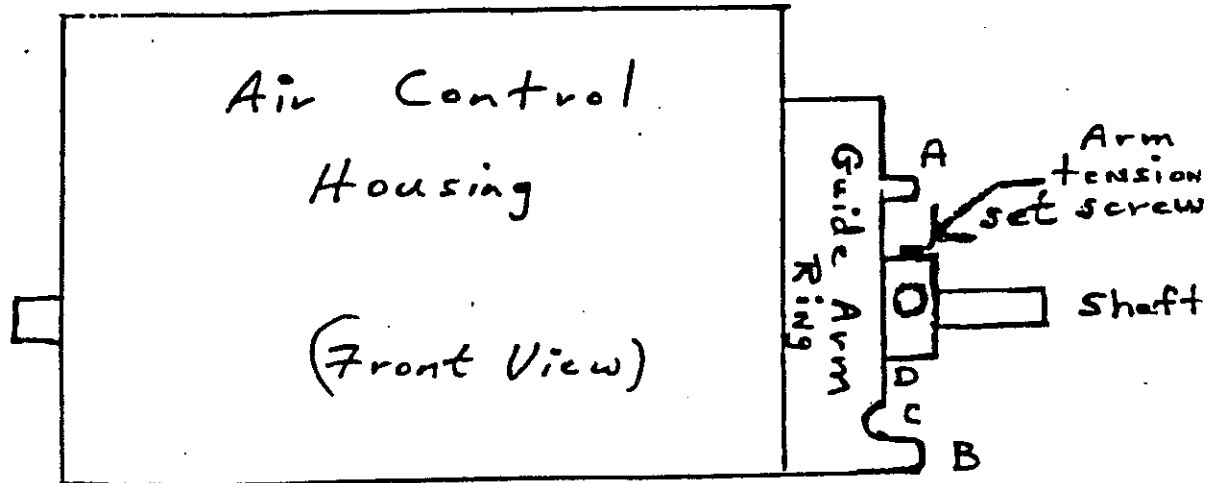 Air Control
Housing
(Front View)
Guide Arm
Ring
A
Arm
tension
set screw
Shaft
D
C
B